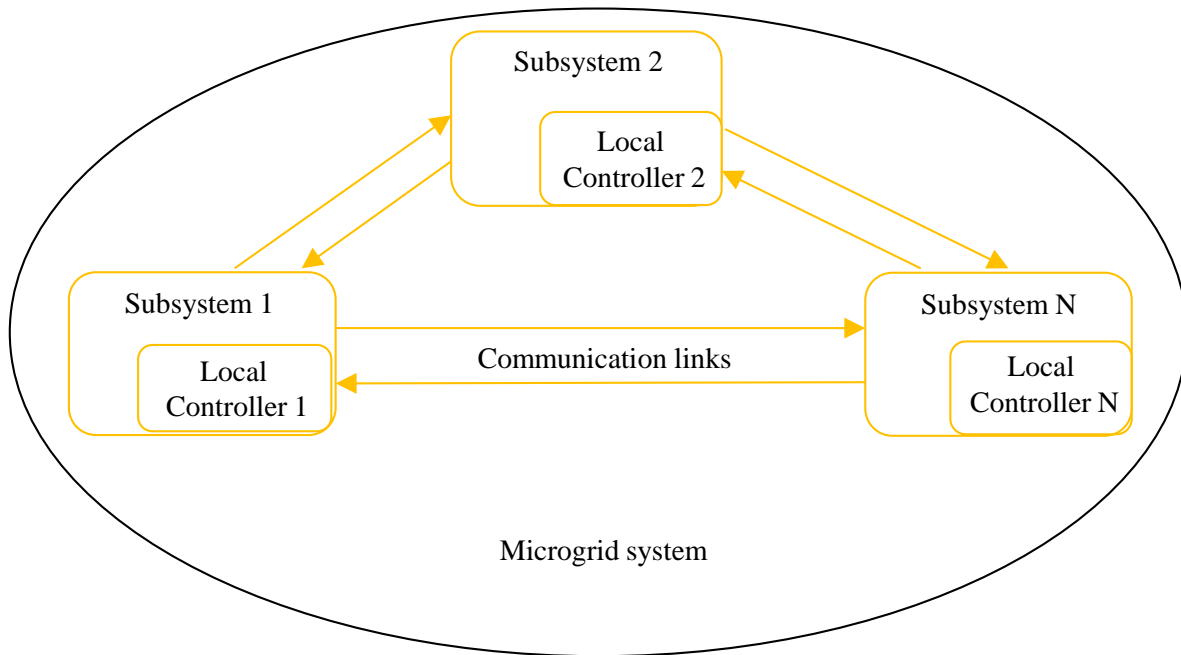 Subsystem 2
Local
Controller 2
Subsystem 1
Local
Controller 1
Communication links
Subsystem N
Local
Controller N
Microgrid system